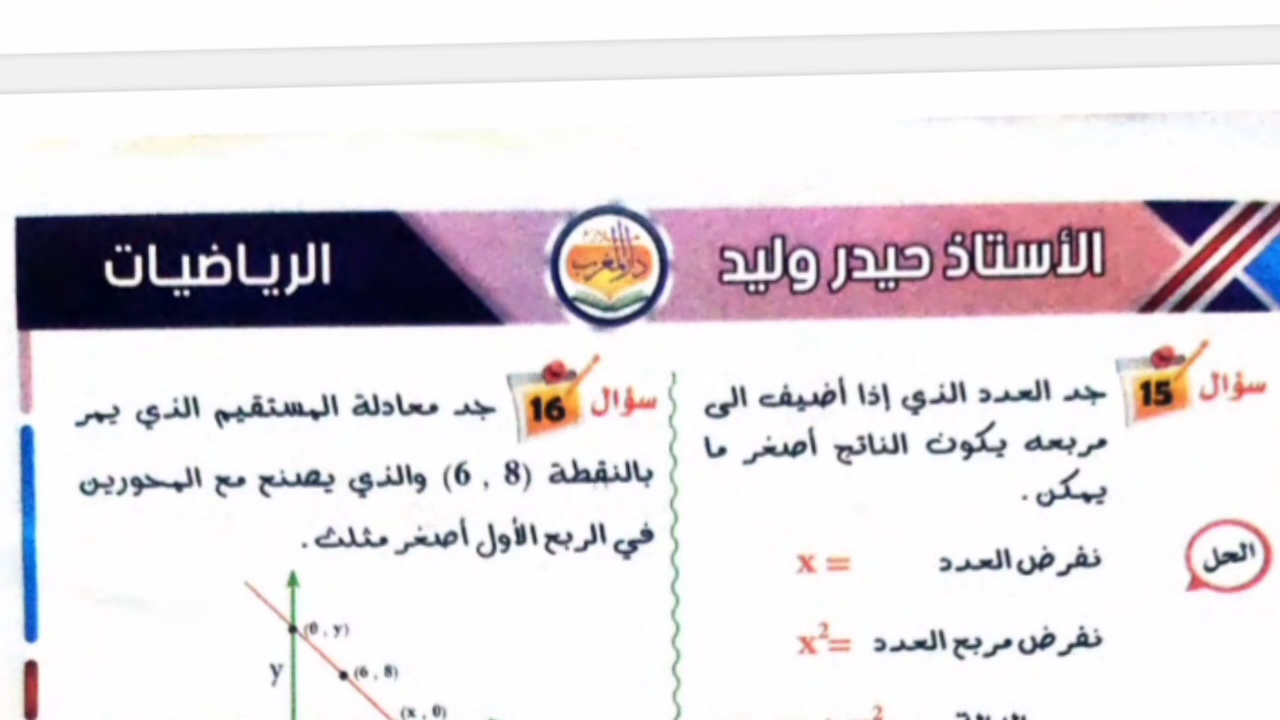 الأستاذ حيدر وليد
دار المغرب
الرياضيات
سؤال 15 جد العدد الذي إذا أضيف الى
مربعه يكون الناتج أصغر ما
يمكن .
الحل
نفرض العدد x =
نفرض مربع العدد x²=
سؤال 16 جد معادلة المستقيم الذي يمر
بالنقطة (6 , 8) والذي يصنع مع المحورين
في الربع الأول أصغر مثلث .
(0 , y)
y
(6 , 8)
(x , 0)